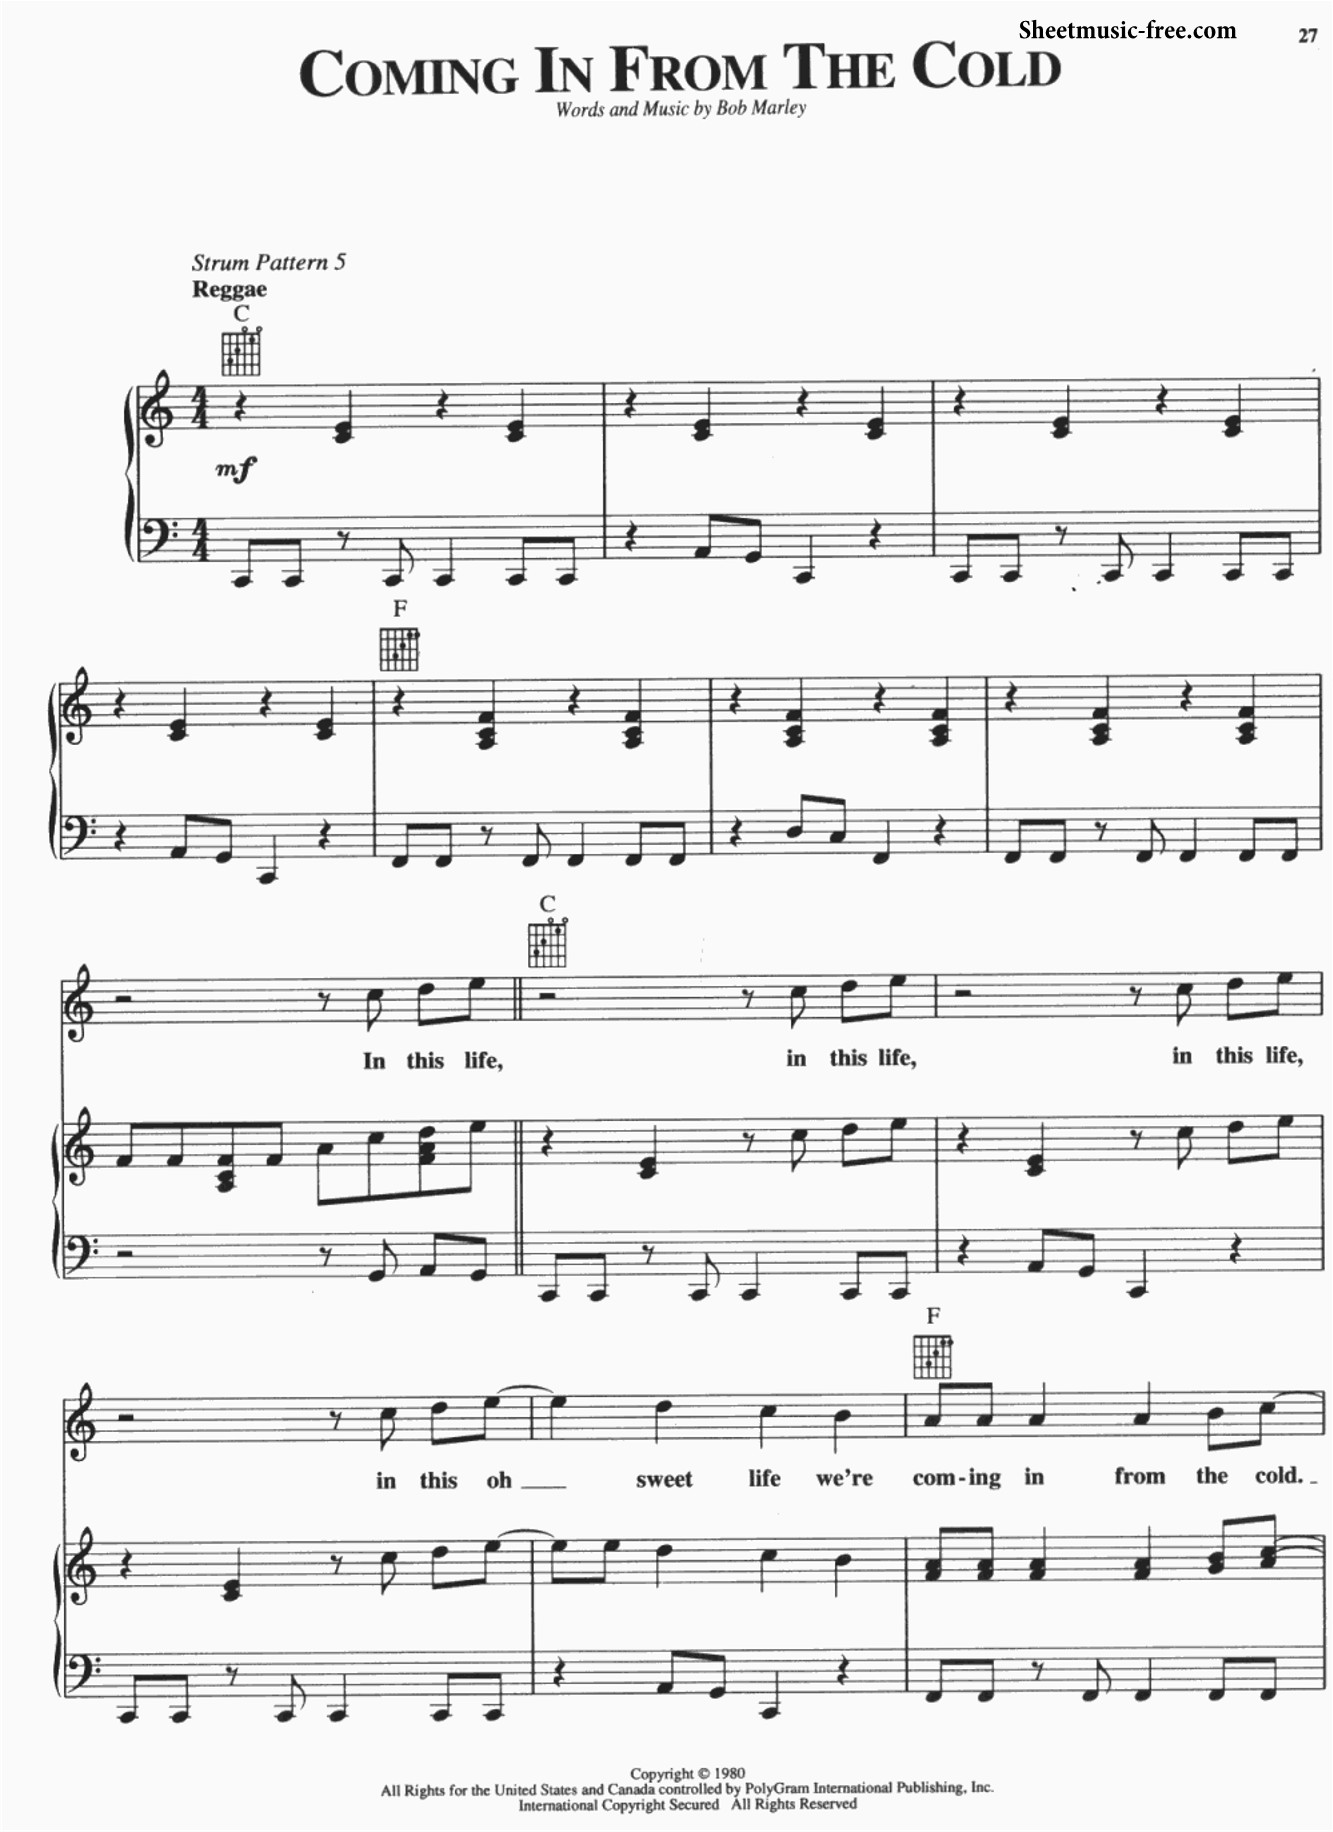 Sheetmusic-free.com
27
COMING IN FROM THE COLD
Words and Music by Bob Marley
Strum Pattern 5
Reggae
C
mf
F
C
In this life, in this life, in this life,
F
in this oh sweet life we're com-ing in from the cold.
Copyright © 1980
All Rights for the United States and Canada controlled by PolyGram International Publishing, Inc.
International Copyright Secured All Rights Reserved